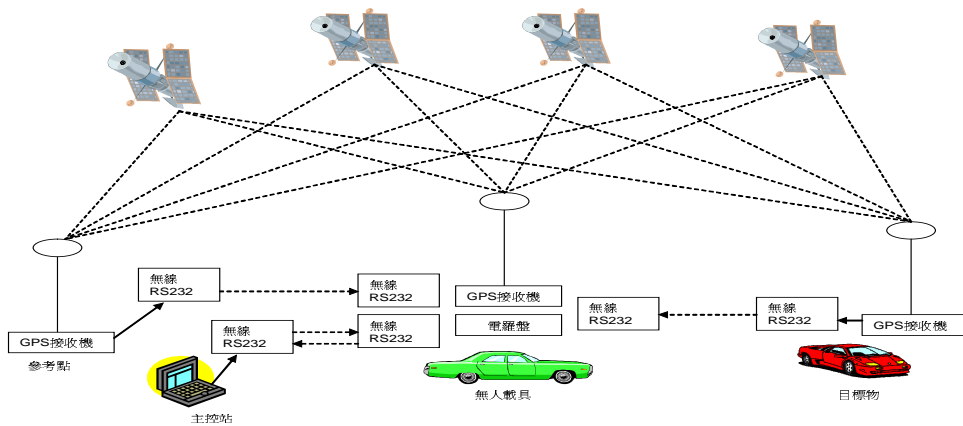 無線
RS232
無線
RS232
GPS接收機
無線
RS232
無線
RS232
無線
RS232
無線
RS232
電羅盤
無線
RS232
GPS接收機
GPS接收機
參考點
主控站
無人載具
目標物